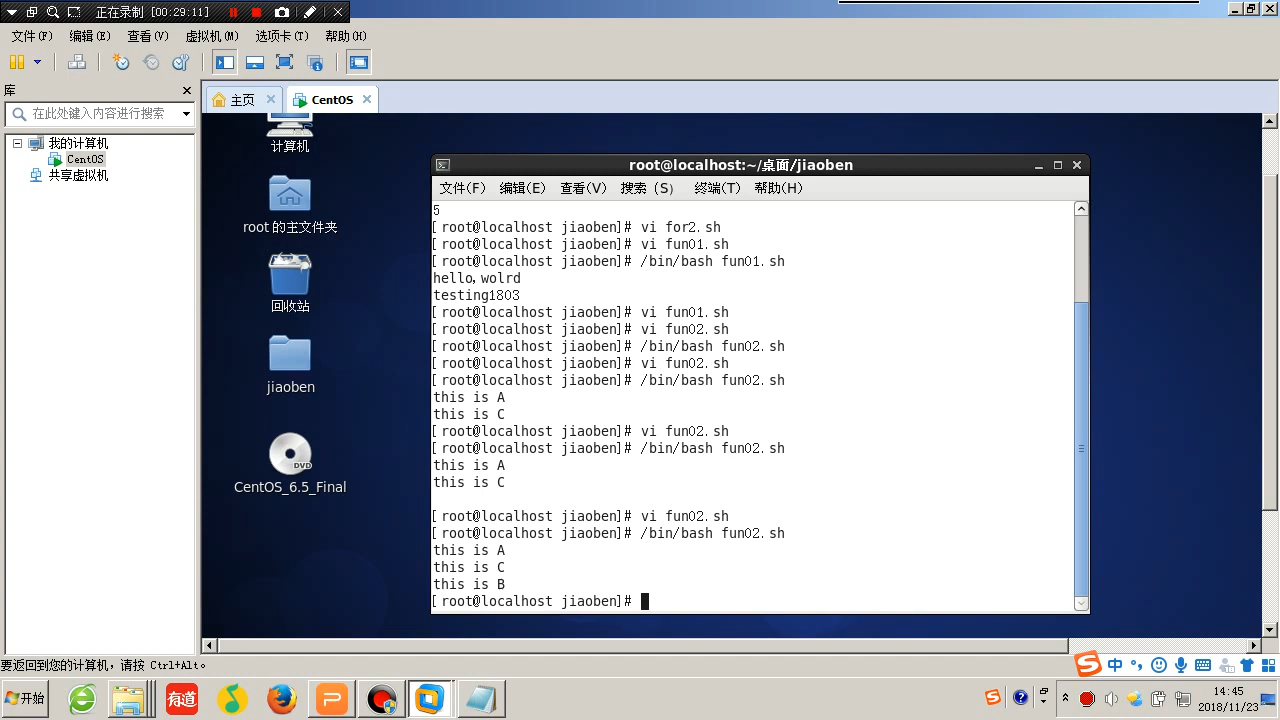 正在录制 [00:29:11]
文件(F) 编辑(E) 查看(V) 虚拟机(M) 选项卡(T) 帮助(H)
库
在此处键入内容进行搜索
我的计算机
CentOS
共享虚拟机
主页
CentOS
计算机
root 的主文件夹
回收站
jiaoben
DVD
CentOS_6.5_Final
root@localhost:~/桌面/jiaoben
文件(F) 编辑(E) 查看(V) 搜索 (S) 终端(T) 帮助(H)
5
[root@localhost jiaoben]# vi for2.sh
[root@localhost jiaoben]# vi fun01.sh
[root@localhost jiaoben]# /bin/bash fun01.sh
hello,wolrd
testing1803
[root@localhost jiaoben]# vi fun01.sh
[root@localhost jiaoben]# vi fun02.sh
[root@localhost jiaoben]# /bin/bash fun02.sh
[root@localhost jiaoben]# vi fun02.sh
[root@localhost jiaoben]# /bin/bash fun02.sh
this is A
this is C
[root@localhost jiaoben]# vi fun02.sh
[root@localhost jiaoben]# /bin/bash fun02.sh
this is A
this is C
[root@localhost jiaoben]# vi fun02.sh
[root@localhost jiaoben]# /bin/bash fun02.sh
this is A
this is C
this is B
[root@localhost jiaoben]#
要返回到您的计算机，请按 Ctrl+Alt。
中
开始
有道
14:45
2018/11/23